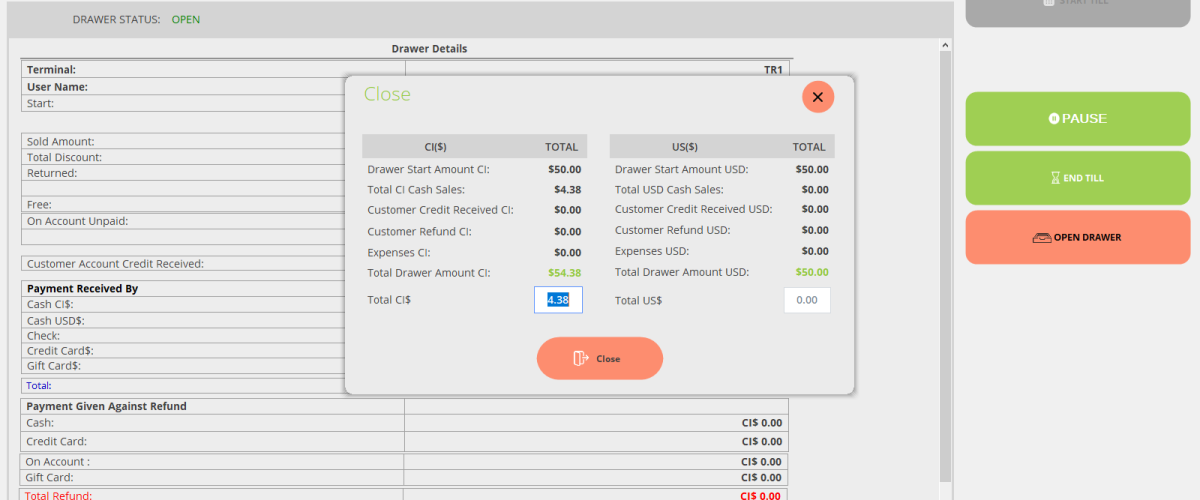 DRAWER STATUS: OPEN
START TILL
Drawer Details
Terminal: TR1
User Name:
Start:
Sold Amount:
Total Discount:
Returned:
Free:
On Account Unpaid:
Customer Account Credit Received:
Payment Received By
Cash CI$:
Cash USD$:
Check:
Credit Card$:
Gift Card$:
Total:
Payment Given Against Refund
Cash: CI$ 0.00
Credit Card: CI$ 0.00
On Account : CI$ 0.00
Gift Card: CI$ 0.00
Total Refund: CI$ 0.00
Close
CI($) TOTAL
Drawer Start Amount CI: $50.00
Total CI Cash Sales: $4.38
Customer Credit Received CI: $0.00
Customer Refund CI: $0.00
Expenses CI: $0.00
Total Drawer Amount CI: $54.38
Total CI$ 4.38
US($) TOTAL
Drawer Start Amount USD: $50.00
Total USD Cash Sales: $0.00
Customer Credit Received USD: $0.00
Customer Refund USD: $0.00
Expenses USD: $0.00
Total Drawer Amount USD: $50.00
Total US$ 0.00
Close
PAUSE
END TILL
OPEN DRAWER